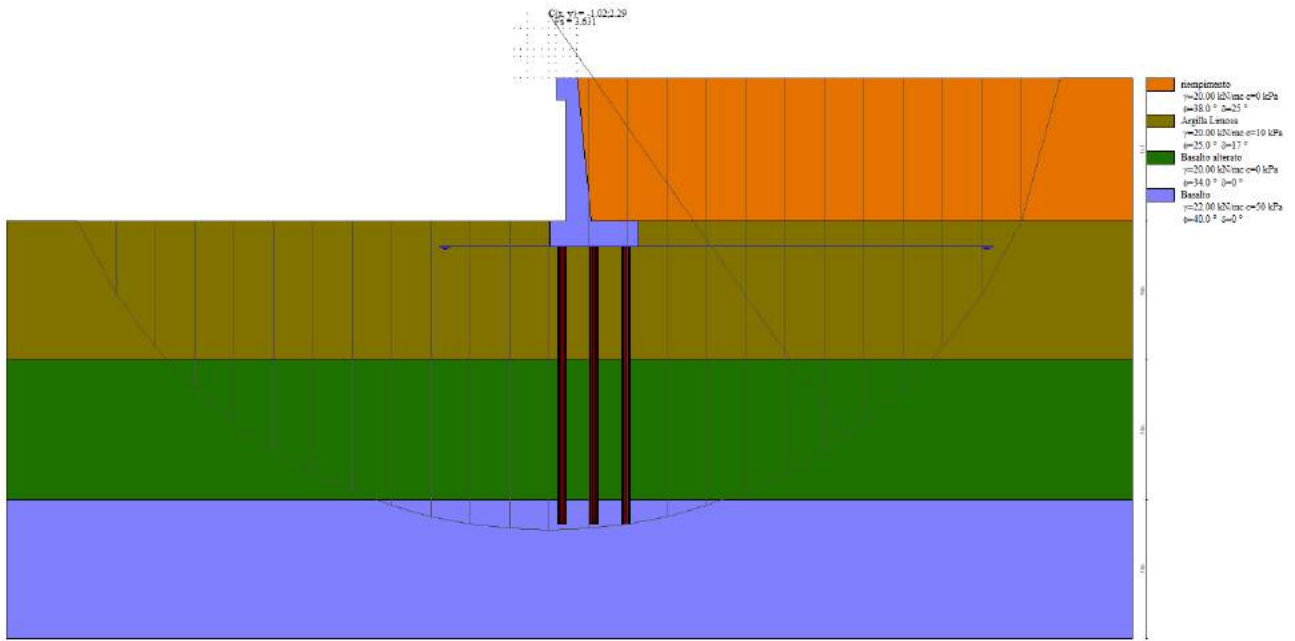 C(x, y) = -1.02;2.29
Fs = 3.631
riempimento
γ=20.00 kN/mc c=0 kPa
ϕ=38.0 ° δ=25 °
Argilla Limosa
γ=20.00 kN/mc c=10 kPa
ϕ=25.0 ° δ=17 °
Basalto alterato
γ=20.00 kN/mc c=0 kPa
ϕ=34.0 ° δ=0 °
Basalto
γ=22.00 kN/mc c=50 kPa
ϕ=40.0 ° δ=0 °